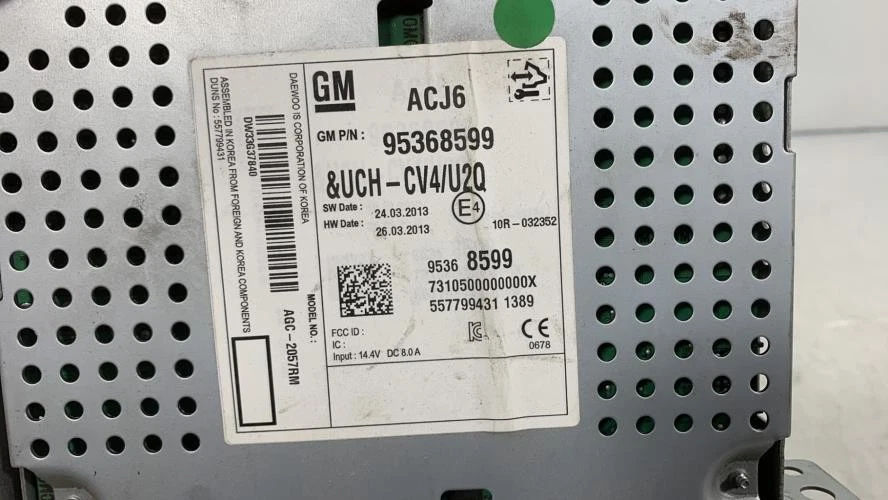 GM
ACJ6
GM P/N: 95368599
&UCH-CV4/U2Q
SW Date: 24.03.2013
HW Date: 26.03.2013
E4
10R-032352
9536 8599
7310500000000X
557799431 1389
FCC ID :
IC :
Input : 14.4V DC 8.0 A
CE
0678
DAEWOO IS CORPORATION OF KOREA
DW33637840
MODEL NO.:
AGC-2057RM
ASSEMBLED IN KOREA FROM FOREIGN AND KOREA COMPONENTS
DUNS No : 557799431